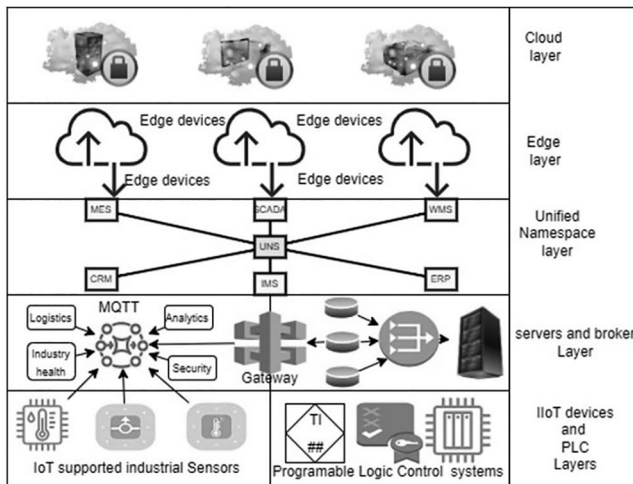 Cloud
layer
Edge devices
Edge devices
Edge devices
Edge devices
Edge
layer
MES
SCADA
WMS
UNS
CRM
IMS
ERP
Unified
Namespace
layer
MQTT
Logistics
Analytics
Industry
health
Security
Gateway
servers and broker
Layer
TI
##
IoT supported industrial Sensors
Programable Logic Control systems
IIoT devices
and
PLC
Layers